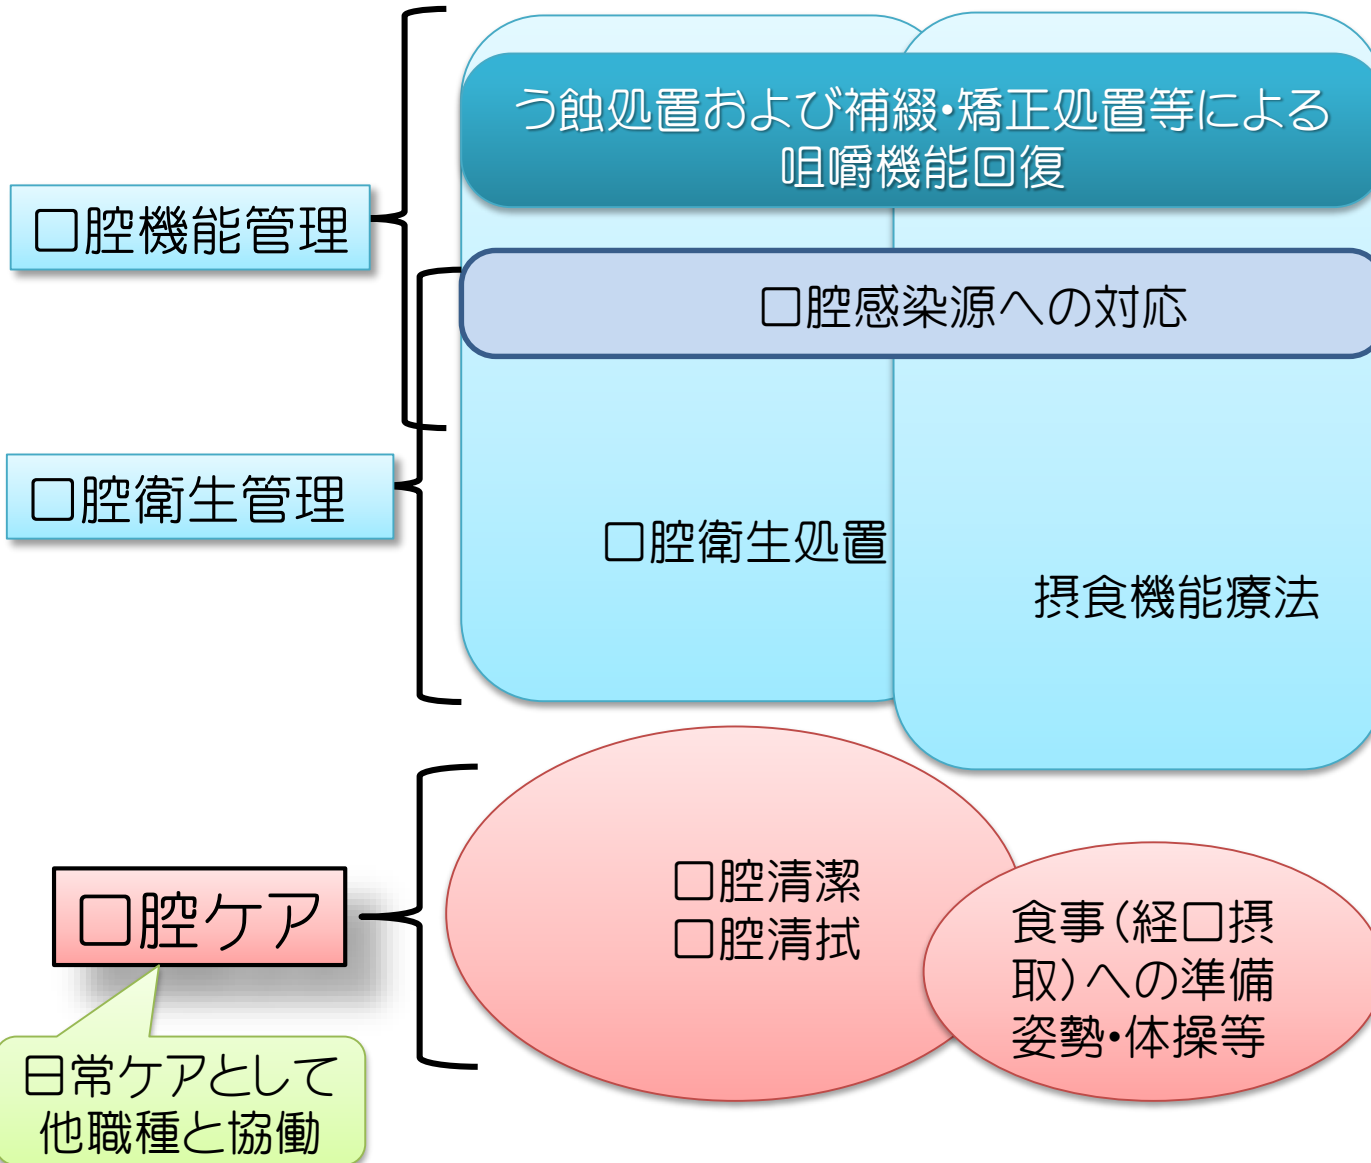 う蝕処置および補綴・矯正処置等による
咀嚼機能回復
口腔機能管理
口腔感染源への対応
口腔衛生管理
口腔衛生処置
摂食機能療法
口腔ケア
口腔清潔
口腔清拭
食事(経口摂
取)への準備
姿勢・体操等
日常ケアとして
他職種と協働